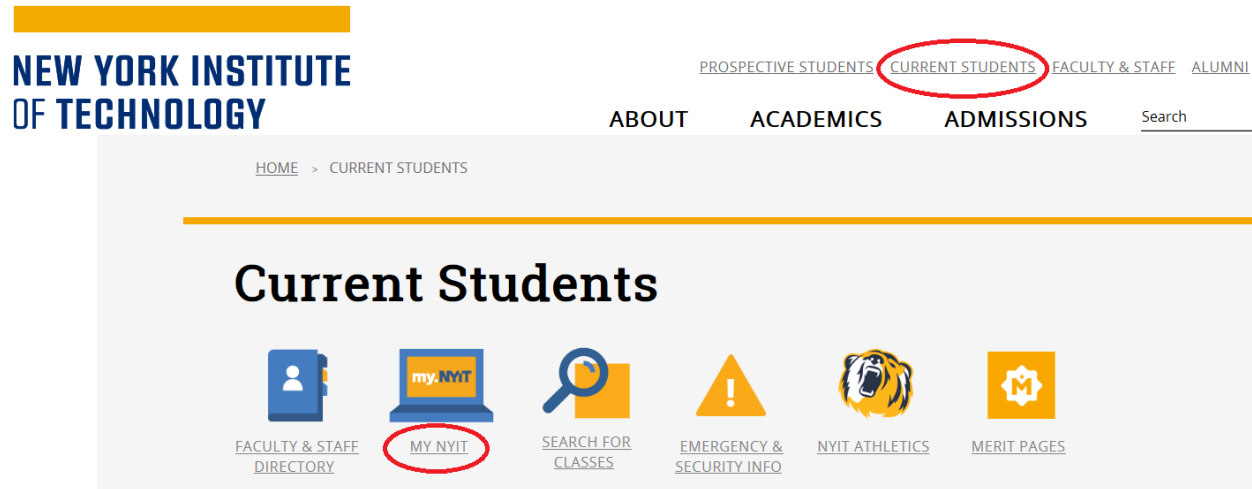 NEW YORK INSTITUTE
OF TECHNOLOGY
PROSPECTIVE STUDENTS CURRENT STUDENTS FACULTY & STAFF ALUMNI
ABOUT ACADEMICS ADMISSIONS Search
HOME > CURRENT STUDENTS
Current Students
my.NYiT
M
FACULTY & STAFF
DIRECTORY
MY NYIT
SEARCH FOR
CLASSES
EMERGENCY &
SECURITY INFO
NYIT ATHLETICS
MERIT PAGES